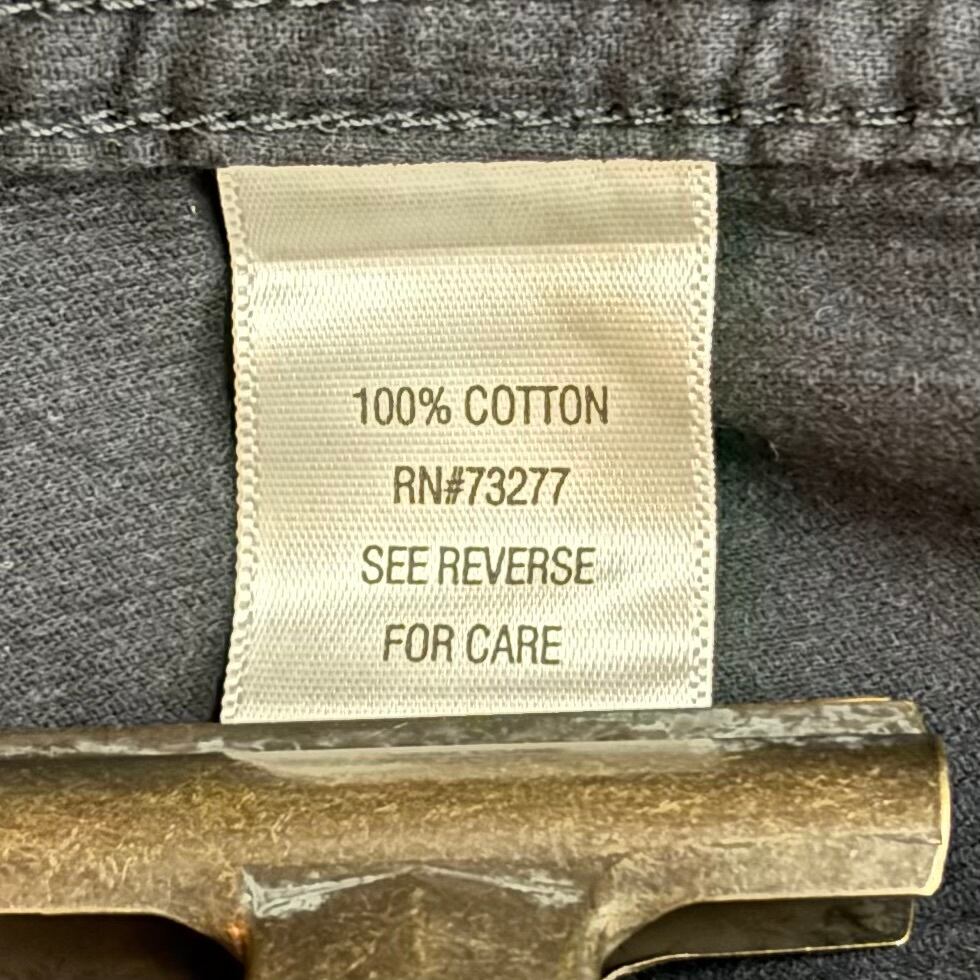 100% COTTON
RN#73277
SEE REVERSE
FOR CARE